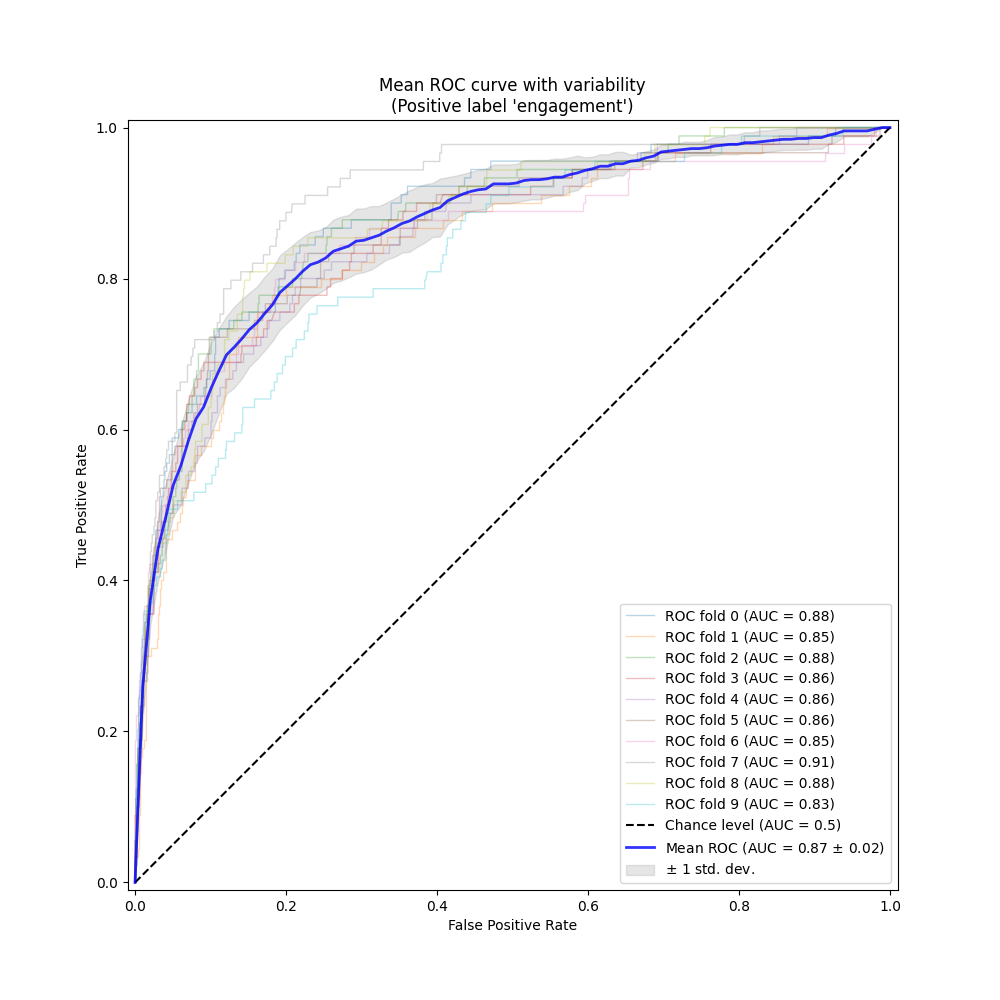 Mean ROC curve with variability
(Positive label 'engagement')
True Positive Rate
1.0
0.8
0.6
0.4
0.2
0.0
0.0 0.2 0.4 0.6 0.8 1.0
False Positive Rate
ROC fold 0 (AUC = 0.88)
ROC fold 1 (AUC = 0.85)
ROC fold 2 (AUC = 0.88)
ROC fold 3 (AUC = 0.86)
ROC fold 4 (AUC = 0.86)
ROC fold 5 (AUC = 0.86)
ROC fold 6 (AUC = 0.85)
ROC fold 7 (AUC = 0.91)
ROC fold 8 (AUC = 0.88)
ROC fold 9 (AUC = 0.83)
Chance level (AUC = 0.5)
Mean ROC (AUC = 0.87 ± 0.02)
± 1 std. dev.